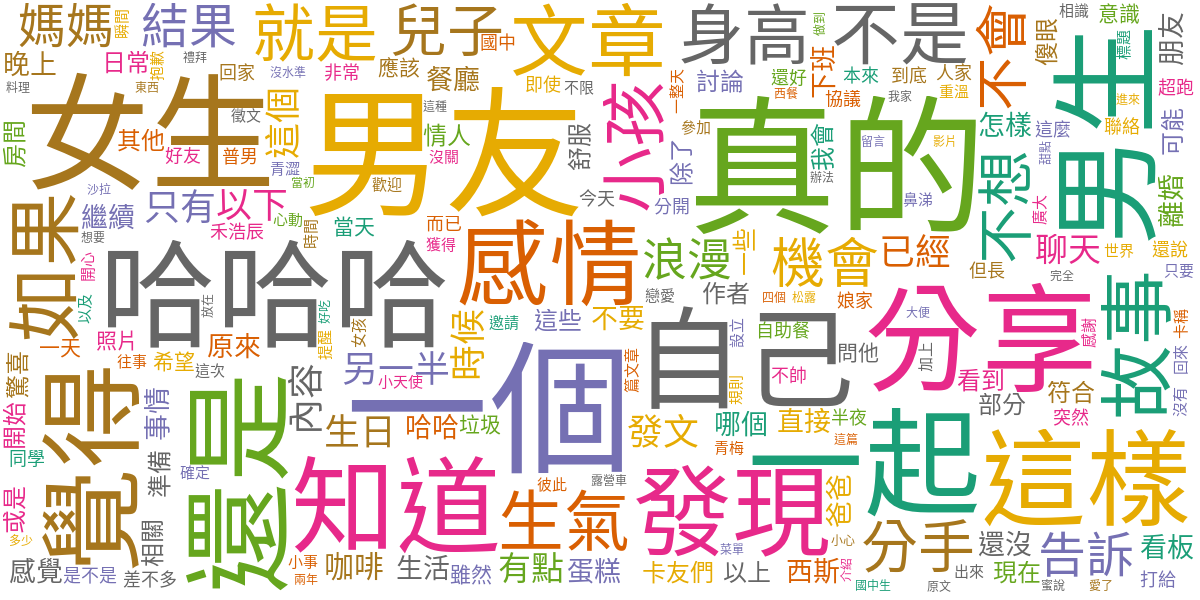 媽媽
瞬間
結果
就是
兒子
國中
文章
身高
做到
不是
不會
傻眼
相識
意識
標題
朋友
晚上
日常
抱歉
禮拜
回家
非常
應該
餐廳
即使
不限
討論
一整天
還好
下班
本來
到底
人家
生
超跑
料理
東西
沒水準
徵文
這個
這種
情人
小孩
西餐
協議
我家
重溫
進來
女生
男友
真的
男
房間
其他
好友
普男
青澀
沒關
舒服
除了
參加
我會
留言
影片
怎樣
這麼
聯絡
可能
甜點
沙拉
當初
歡迎
辦法
不想
離婚
繼續
只有
以下
心動
今天
分開
鼻涕
廣大
如果
想要
禾浩辰
時間
當天
而已
獲得
感情
浪漫
一些
機會
已經
聊天
世界
還說
但長
完全
只要
開心
哈哈哈
戀愛
作者
四個
松露
娘家
分享
故事
以及
放在
好吃
邀請
這些
不要
自己
設立
自助餐
大便
感謝
卡稱
一天
照片
原來
提醒
女孩
時候
問他
加上
回來
驚喜
往事
希望
這次
另一半
小天使
篇文章
一個
規則
不帥
看到
部分
符合
沒有
覺得
還是
內容
開始
事情
生日
哈哈
垃圾
發文
哪個
直接
半夜
突然
同學
準備
確定
知道
青梅
一起
這篇
這樣
或是
多少
相關
彼此
露營車
生氣
發現
爸爸
小心
分手
還沒
告訴
看板
感覺
是不是
差不多
小事
兩年
咖啡
生活
雖然
有點
蛋糕
卡友們
菜單
以上
西斯
介紹
國中生
原文
出來
現在
蜜說
愛了
打給